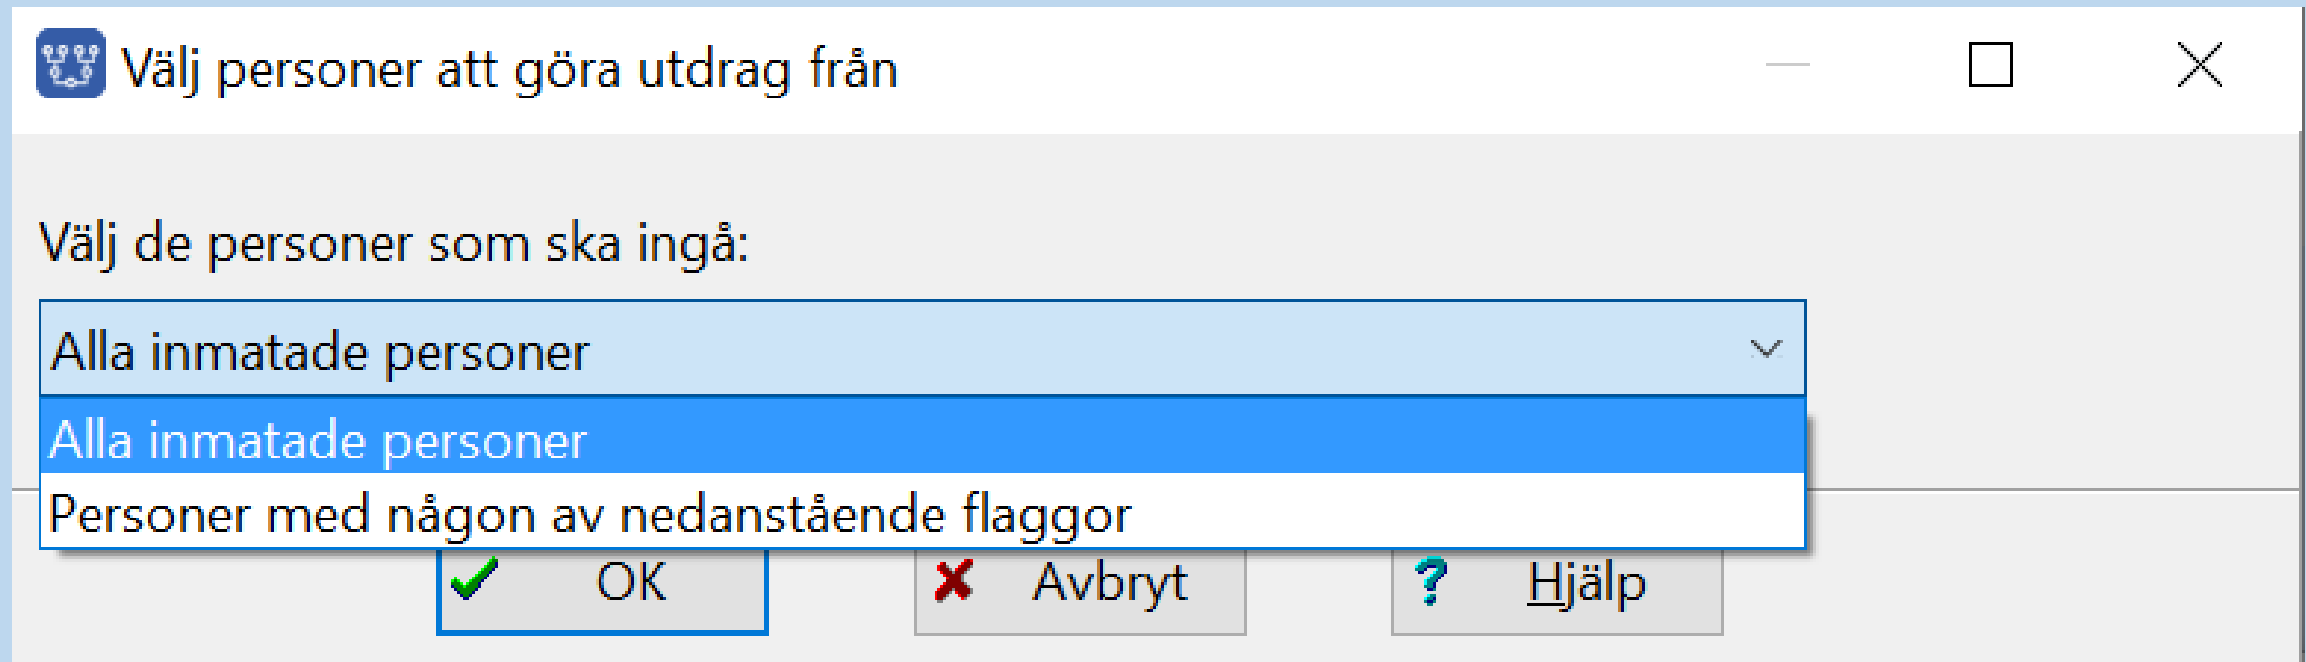 Välj personer att göra utdrag från
Välj de personer som ska ingå:
Alla inmatade personer
Alla inmatade personer
Personer med någon av nedanstående flaggor
OK Avbryt Hjälp